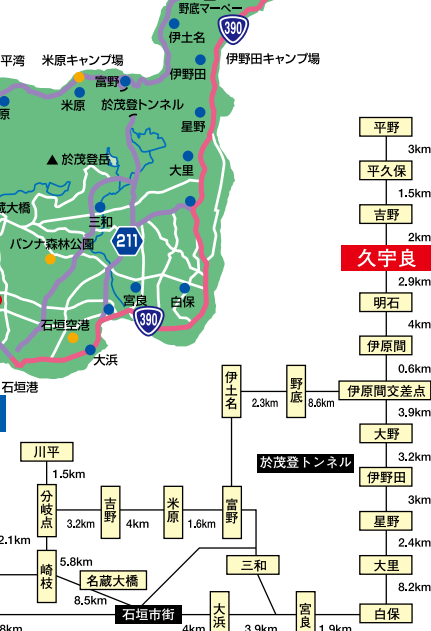 野底マーペー
390
伊土名
平湾
米原キャンプ場
伊野田キャンプ場
伊野田
富野
原
米原
於茂登トンネル
星野
於茂登岳
大里
蔵大橋
三和
211
バンナ森林公園
宮良
白保
390
石垣空港
大浜
石垣港
平野
3km
平久保
1.5km
吉野
2km
久宇良
2.9km
明石
4km
伊原間
0.6km
伊土名
2.3km
野底
8.6km
伊原間交差点
3.9km
大野
3.2km
於茂登トンネル
伊野田
3km
星野
2.4km
大里
8.2km
白保
川平
1.5km
分岐点
3.2km
吉野
4km
米原
1.6km
富野
2.1km
崎枝
5.8km
名蔵大橋
8.5km
三和
石垣市街
大浜
宮良
8km
4km
3.9km
1.9km